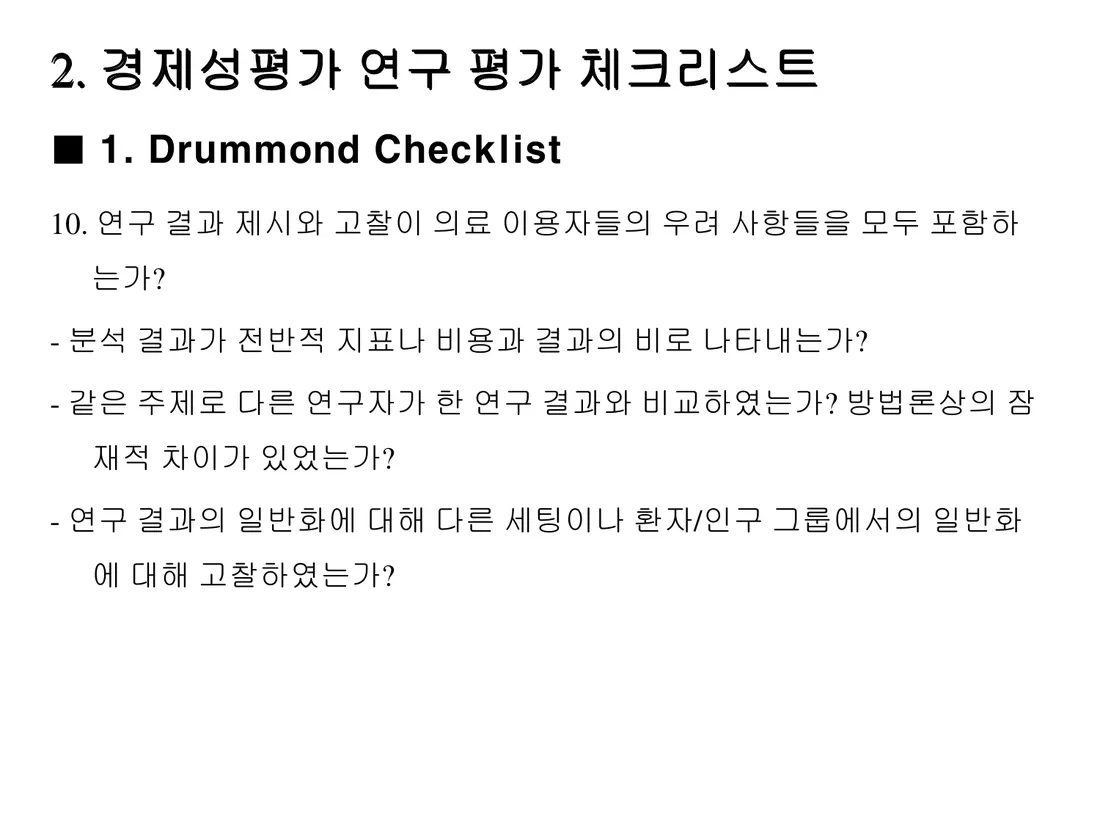 2. 경제성평가 연구 평가 체크리스트
■ 1. Drummond Checklist
10. 연구 결과 제시와 고찰이 의료 이용자들의 우려 사항들을 모두 포함하
는가?
- 분석 결과가 전반적 지표나 비용과 결과의 비로 나타내는가?
- 같은 주제로 다른 연구자가 한 연구 결과와 비교하였는가? 방법론상의 잠
재적 차이가 있었는가?
- 연구 결과의 일반화에 대해 다른 세팅이나 환자/인구 그룹에서의 일반화
에 대해 고찰하였는가?